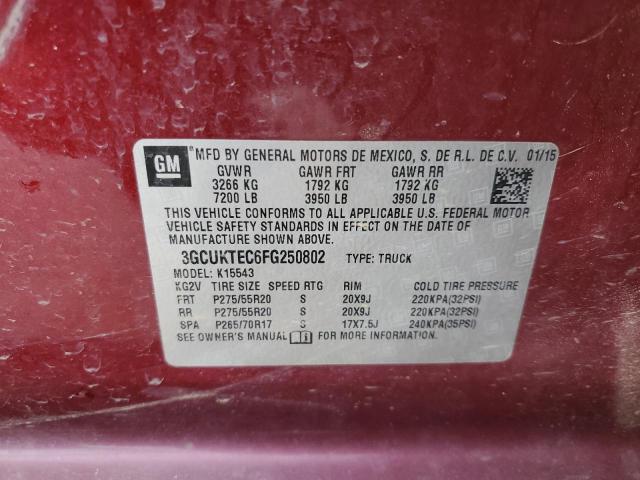 GM
MFD BY GENERAL MOTORS DE MEXICO, S. DE R.L. DE C.V. 01/15
GVWR GAWR FRT GAWR RR
3266 KG 1792 KG 1792 KG
7200 LB 3950 LB 3950 LB
THIS VEHICLE CONFORMS TO ALL APPLICABLE U.S. FEDERAL MOTOR
VEHICLE SAFETY STANDARDS IN EFFECT ON THE DATE OF
MANUFACTURE SHOWN ABOVE.
3GCUKTEC6FG250802 TYPE: TRUCK
MODEL: K15543
KG2V TIRE SIZE SPEED RTG RIM COLD TIRE PRESSURE
FRT P275/55R20 S 20X9J 220KPA(32PSI)
RR P275/55R20 S 20X9J 220KPA(32PSI)
SPA P265/70R17 S 17X7.5J 240KPA(35PSI)
SEE OWNER'S MANUAL FOR MORE INFORMATION.